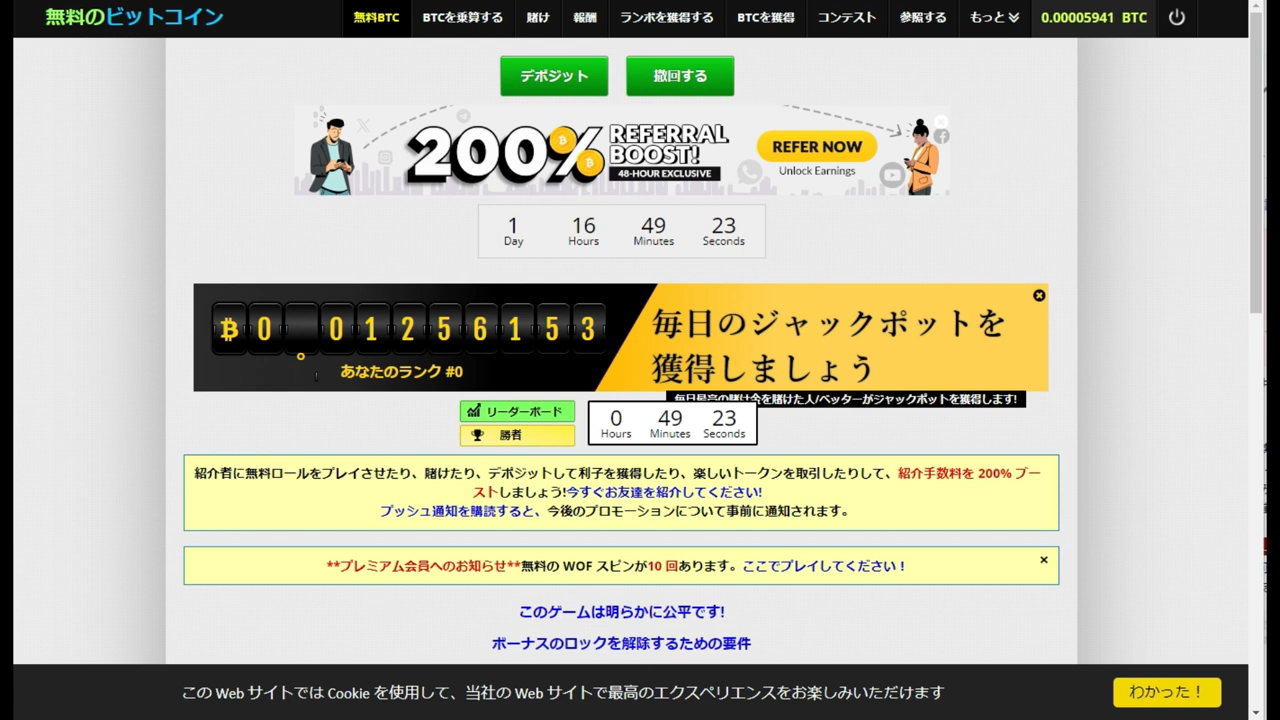 無料のビットコイン
無料BTC BTCを乗算する 賭け 報酬 ランボを獲得する BTCを獲得 コンテスト 参照する もっと 0.00005941 BTC
デポジット 撤回する
200% REFERRAL BOOST! 48-HOUR EXCLUSIVE
REFER NOW
Unlock Earnings
1 16 49 23
Day Hours Minutes Seconds
0 0 1 2 5 6 1 5 3
あなたのランク #0
毎日のジャックポットを
獲得しましょう
毎日最高の賭け金を賭けた人/ベッターがジャックポットを獲得します!
リーダーボード
勝者
0 49 23
Hours Minutes Seconds
紹介者に無料ロールをプレイさせたり、賭けたり、デポジットして利子を獲得したり、楽しいトークンを取引したりして、紹介手数料を 200% ブー
ストしましょう!今すぐお友達を紹介してください!
プッシュ通知を購読すると、今後のプロモーションについて事前に通知されます。
**プレミアム会員へのお知らせ**無料の WOF スピンが10 回あります。ここでプレイしてください！
このゲームは明らかに公平です!
ボーナスのロックを解除するための要件
この Web サイトでは Cookie を使用して、当社の Web サイトで最高のエクスペリエンスをお楽しみいただけます
わかった！